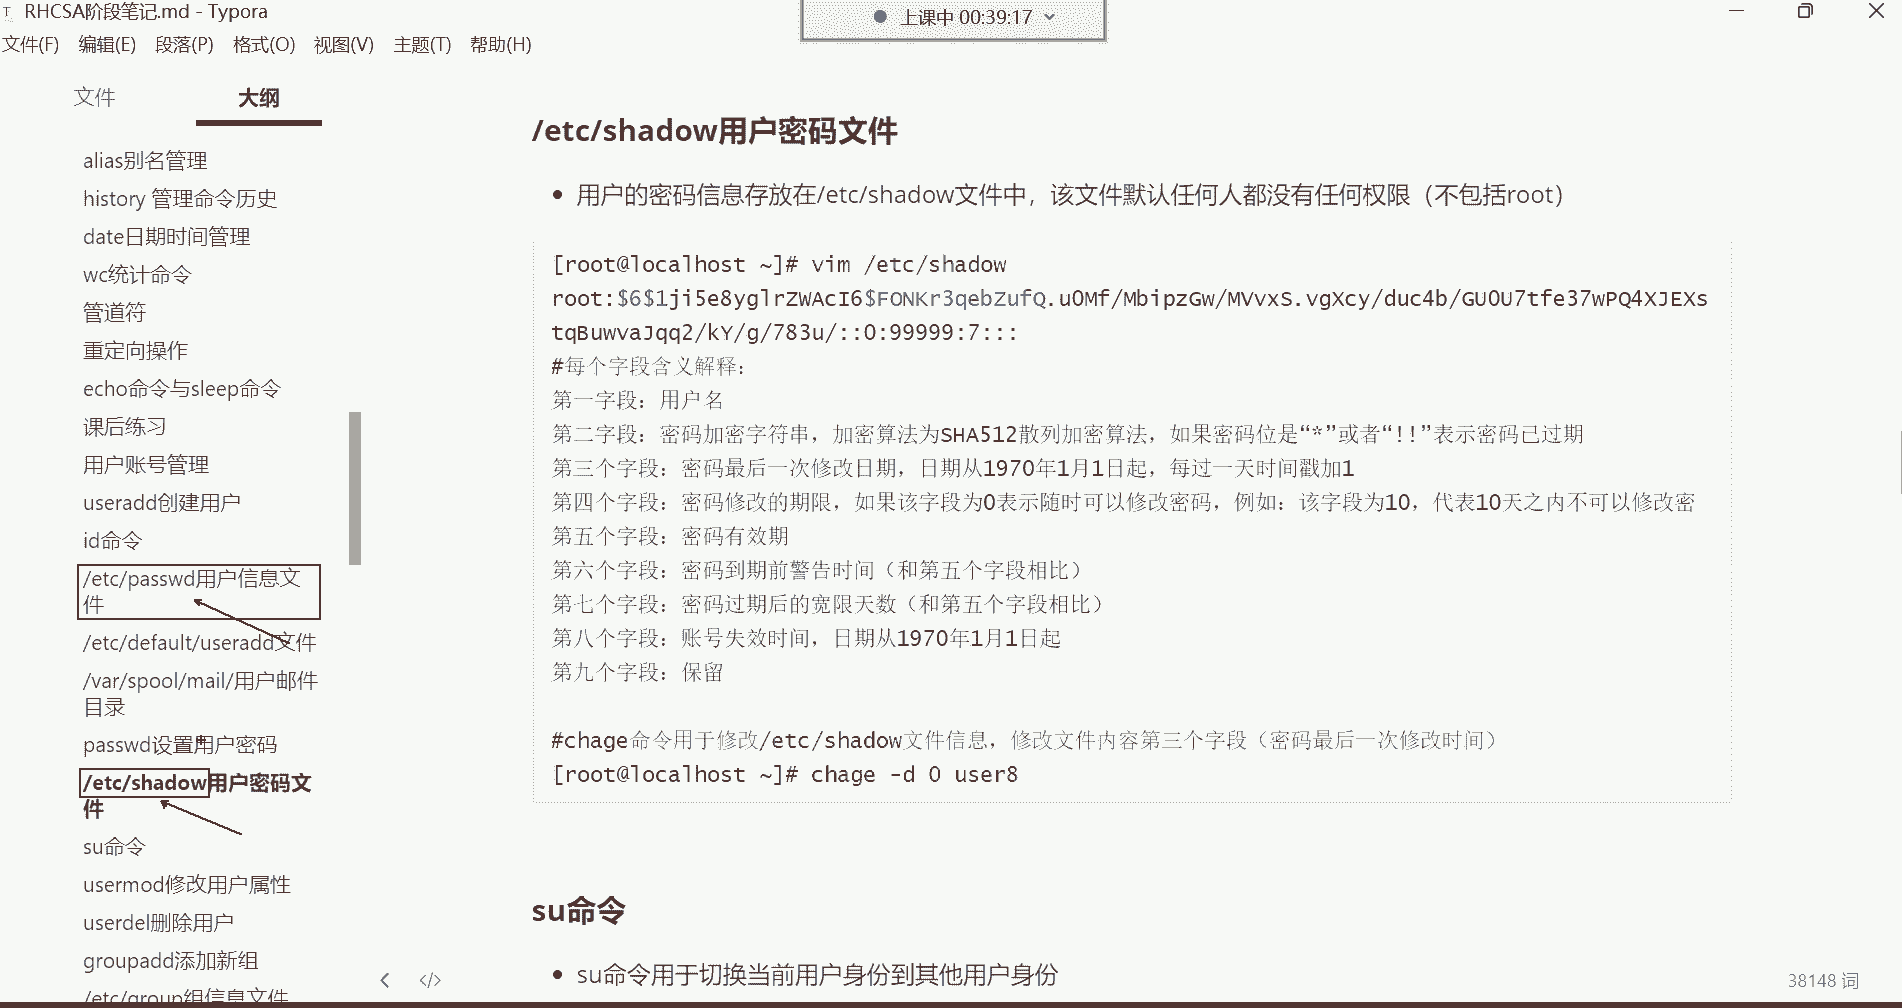 RHCSA阶段笔记.md - Typora
上课中 00:39:17
文件(F) 编辑(E) 段落(P) 格式(O) 视图(V) 主题(T) 帮助(H)
文件 大纲
alias别名管理
history 管理命令历史
date日期时间管理
wc统计命令
管道符
重定向操作
echo命令与sleep命令
课后练习
用户账号管理
useradd创建用户
id命令
/etc/passwd用户信息文
件
/etc/default/useradd文件
/var/spool/mail/用户邮件
目录
passwd设置用户密码
/etc/shadow用户密码文
件
su命令
usermod修改用户属性
userdel删除用户
groupadd添加新组
/etc/group组信息文件
/etc/shadow用户密码文件
用户的密码信息存放在/etc/shadow文件中，该文件默认任何人都没有任何权限（不包括root）
[root@localhost ~]# vim /etc/shadow
root:$6$1ji5e8yglrZWAcI6$FONKr3qebZufQ.u0Mf/MbipzGw/MVvxS.vgXcy/duc4b/GU0U7tfe37wPQ4XJEXs
tqBuwvaJqq2/kY/g/783u/::0:99999:7:::
#每个字段含义解释：
第一字段：用户名
第二字段：密码加密字符串，加密算法为SHA512散列加密算法，如果密码位是“*”或者“!!”表示密码已过期
第三个字段：密码最后一次修改日期，日期从1970年1月1日起，每过一天时间戳加1
第四个字段：密码修改的期限，如果该字段为0表示随时可以修改密码，例如：该字段为10，代表10天之内不可以修改密
第五个字段：密码有效期
第六个字段：密码到期前警告时间（和第五个字段相比）
第七个字段：密码过期后的宽限天数（和第五个字段相比）
第八个字段：账号失效时间，日期从1970年1月1日起
第九个字段：保留
#chage命令用于修改/etc/shadow文件信息，修改文件内容第三个字段（密码最后一次修改时间）
[root@localhost ~]# chage -d 0 user8
su命令
su命令用于切换当前用户身份到其他用户身份
38148 词